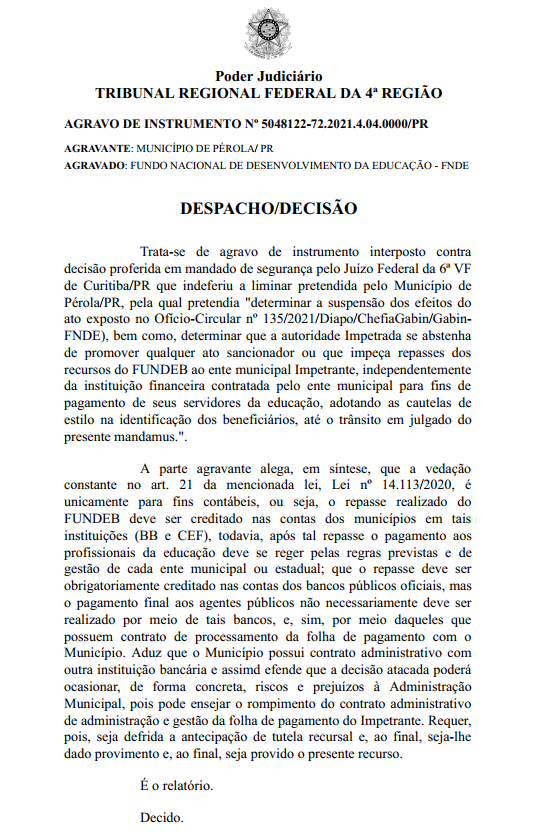 Poder Judiciário
TRIBUNAL REGIONAL FEDERAL DA 4ª REGIÃO
AGRAVO DE INSTRUMENTO Nº 5048122-72.2021.4.04.0000/PR
AGRAVANTE: MUNICÍPIO DE PÉROLA/ PR
AGRAVADO: FUNDO NACIONAL DE DESENVOLVIMENTO DA EDUCAÇÃO - FNDE
DESPACHO/DECISÃO
Trata-se de agravo de instrumento interposto contra
decisão proferida em mandado de segurança pelo Juízo Federal da 6ª VF
de Curitiba/PR que indeferiu a liminar pretendida pelo Município de
Pérola/PR, pela qual pretendia "determinar a suspensão dos efeitos do
ato exposto no Ofício-Circular nº 135/2021/Diapo/ChefiaGabin/Gabin-
FNDE), bem como, determinar que a autoridade Impetrada se abstenha
de promover qualquer ato sancionador ou que impeça repasses dos
recursos do FUNDEB ao ente municipal Impetrante, independentemente
da instituição financeira contratada pelo ente municipal para fins de
pagamento de seus servidores da educação, adotando as cautelas de
estilo na identificação dos beneficiários, até o trânsito em julgado do
presente mandamus.".
A parte agravante alega, em síntese, que a vedação
constante no art. 21 da mencionada lei, Lei nº 14.113/2020, é
unicamente para fins contábeis, ou seja, o repasse realizado do
FUNDEB deve ser creditado nas contas dos municípios em tais
instituições (BB e CEF), todavia, após tal repasse o pagamento aos
profissionais da educação deve se reger pelas regras previstas e de
gestão de cada ente municipal ou estadual; que o repasse deve ser
obrigatoriamente creditado nas contas dos bancos públicos oficiais, mas
o pagamento final aos agentes públicos não necessariamente deve ser
realizado por meio de tais bancos, e, sim, por meio daqueles que
possuem contrato de processamento da folha de pagamento com o
Município. Aduz que o Município possui contrato administrativo com
outra instituição bancária e assimd efende que a decisão atacada poderá
ocasionar, de forma concreta, riscos e prejuízos à Administração
Municipal, pois pode ensejar o rompimento do contrato administrativo
de administração e gestão da folha de pagamento do Impetrante. Requer,
pois, seja defrida a antecipação de tutela recursal e, ao final, seja-lhe
dado provimento e, ao final, seja provido o presente recurso.
É o relatório.
Decido.